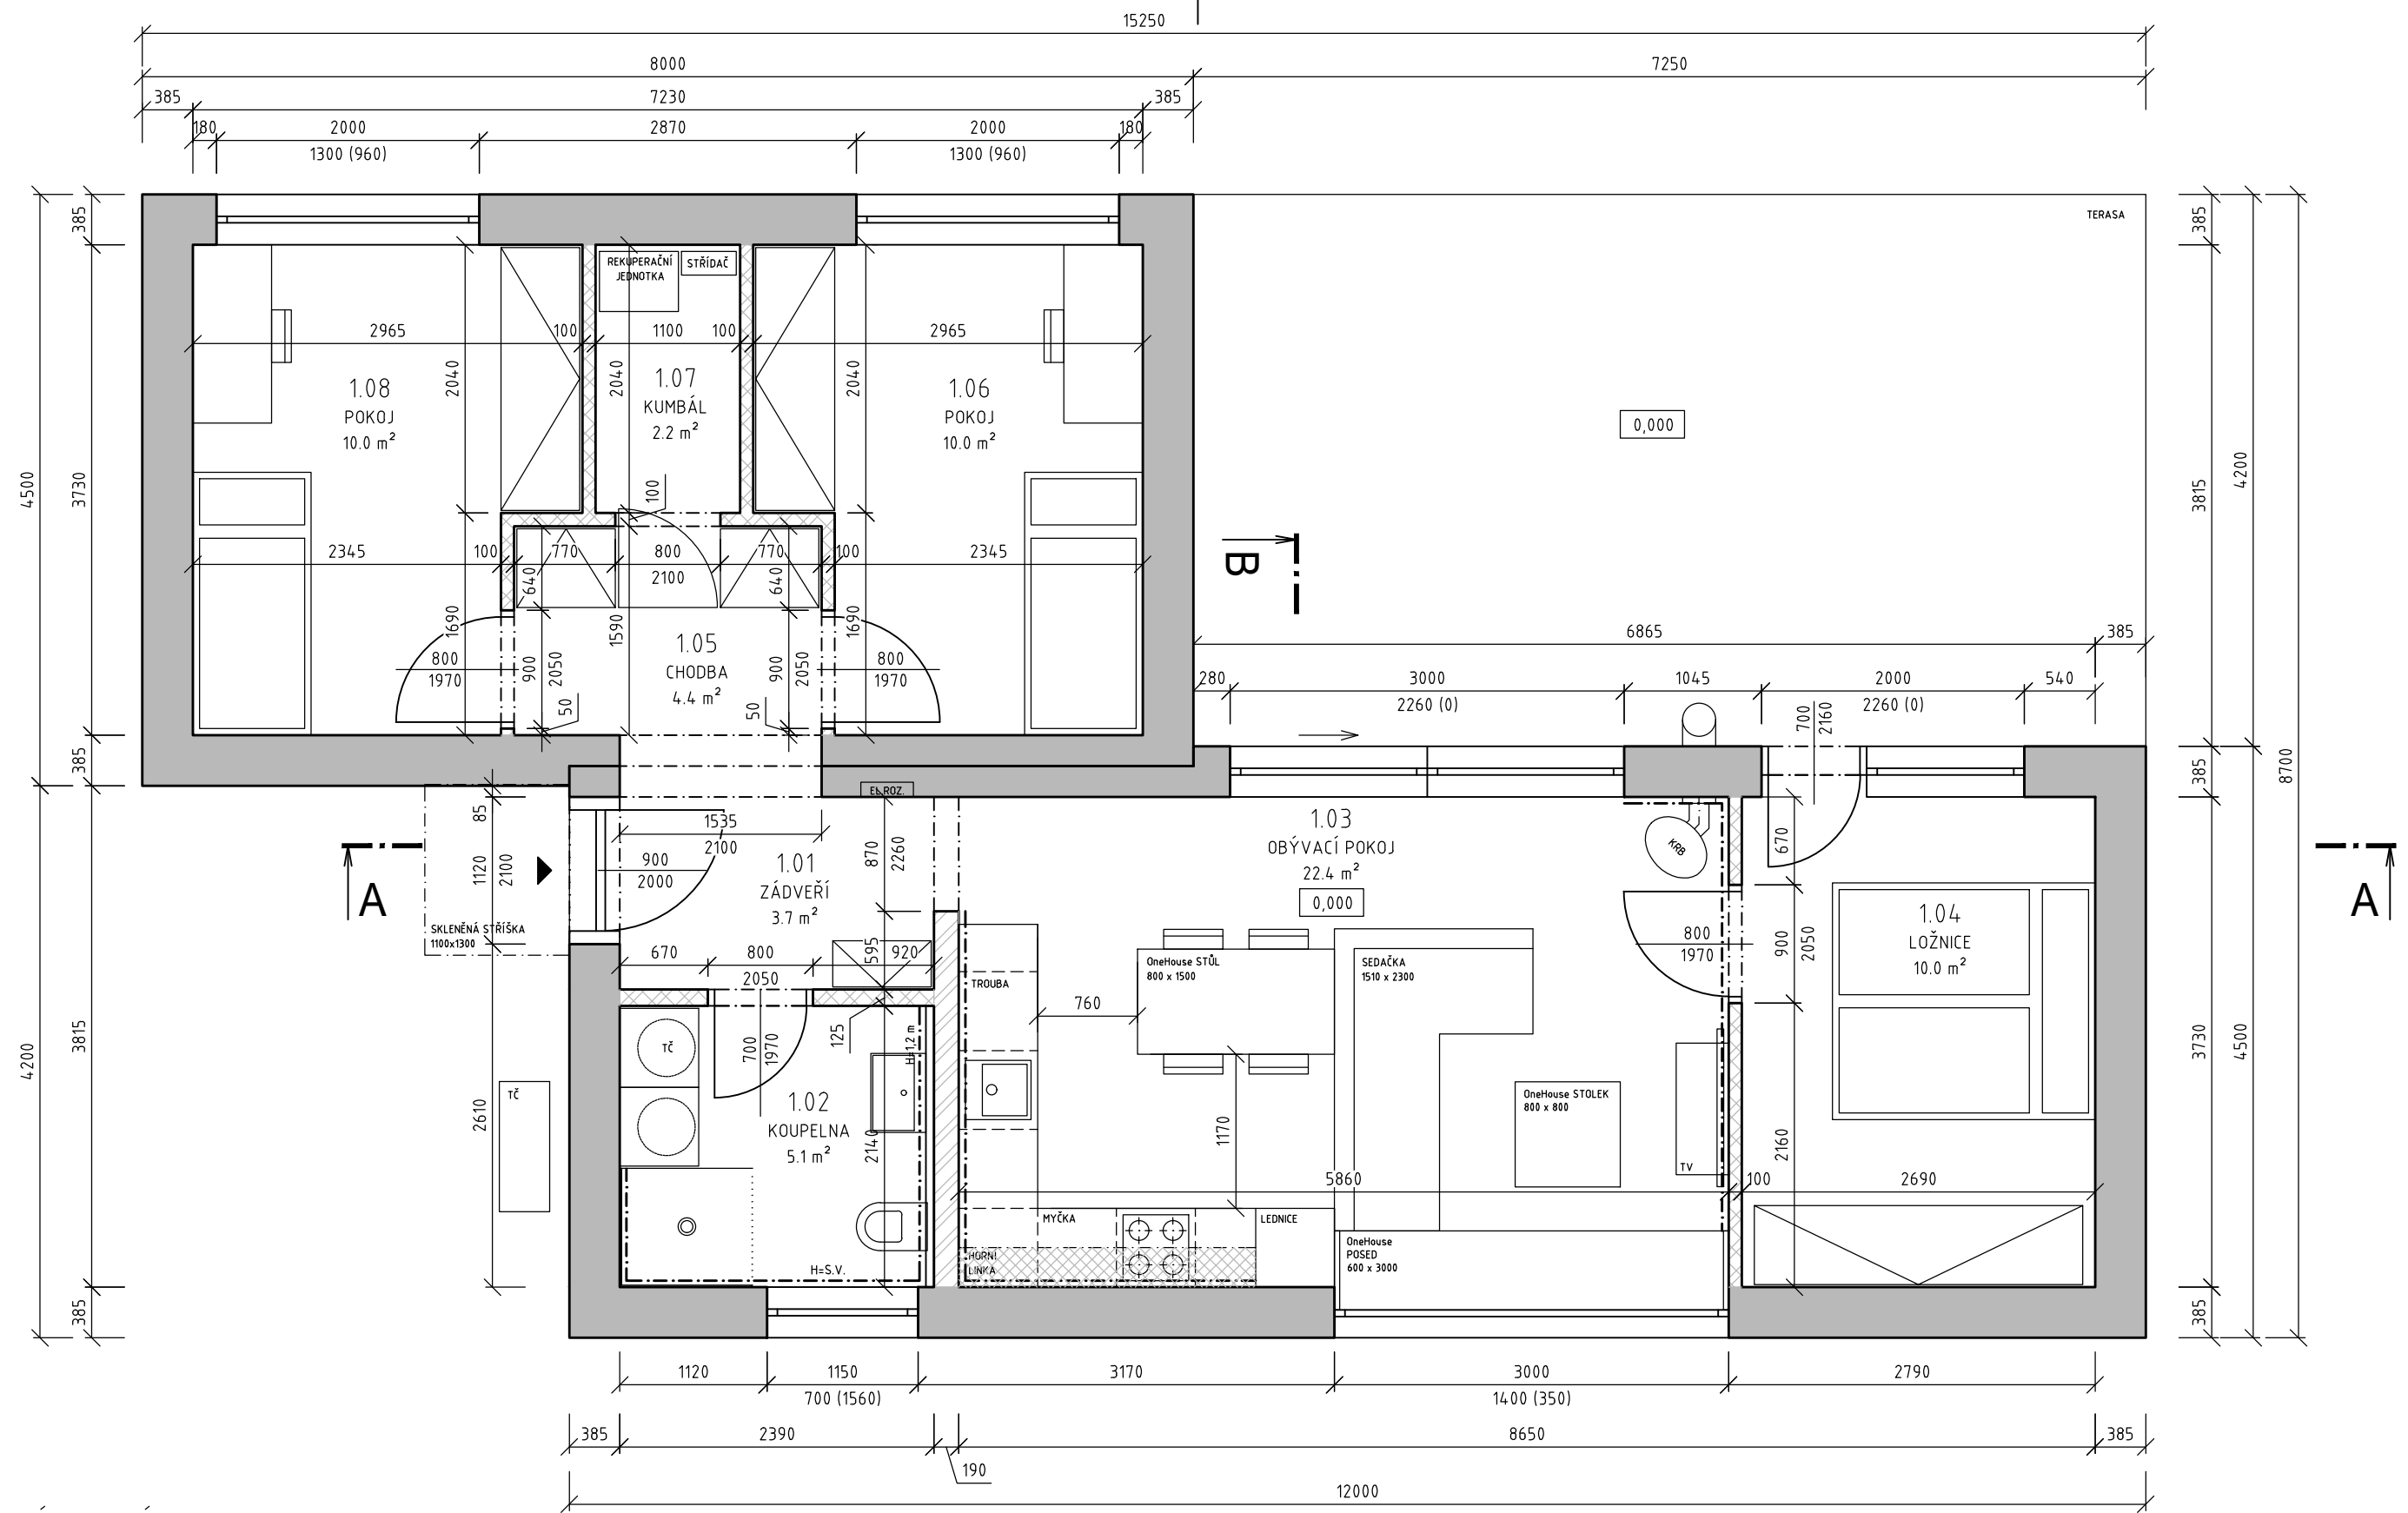 15250
8000 7250
385 7230 385
180 2000 2870 2000 180
1300 (960) 1300 (960)
385
TERASA
385
REKUPERAČNÍ
JEDNOTKA
STŘÍDAČ
2965 100 1100 100 2965
2040 2040 2040
1.08
POKOJ
10.0 m²
1.07
KUMBÁL
2.2 m²
1.06
POKOJ
10.0 m²
0,000
4500 3730
3815 4200
100
2345 100 770 800 770 100 2345
2100
640 640
B
1690 1590 1690
1.05
CHODBA
4.4 m²
800
1970
900
2050
900
2050
800
1970
50 50
6865 385
280 3000 1045 2000 540
2260 (0) 2260 (0)
700
2160
385
385
8700
EL.ROZ.
85
1535
2100
1120
2100
900
2000
1.01
ZÁDVEŘÍ
3.7 m²
870
2260
1.03
OBÝVACÍ POKOJ
22.4 m²
0,000
KRB
670
A
A
SKLENĚNÁ STŘÍŠKA
1100x1300
670 800 595 920
2050
TROUBA
OneHouse STŮL
800 x 1500
SEDAČKA
1510 x 2300
800
1970
900
2050
1.04
LOŽNICE
10.0 m²
760
125
H=1,2 m
700
1970
TČ
TČ
4200 3815
3730 4500
2610
1.02
KOUPELNA
5.1 m²
2140
1170
OneHouse STOLEK
800 x 800
TV
2160
5860 100 2690
MYČKA
LEDNICE
HORNÍ
LINKA
OneHouse
POSED
600 x 3000
H=S.V.
385
385
1120 1150 3170 3000 2790
700 (1560) 1400 (350)
385 2390 8650 385
190
12000